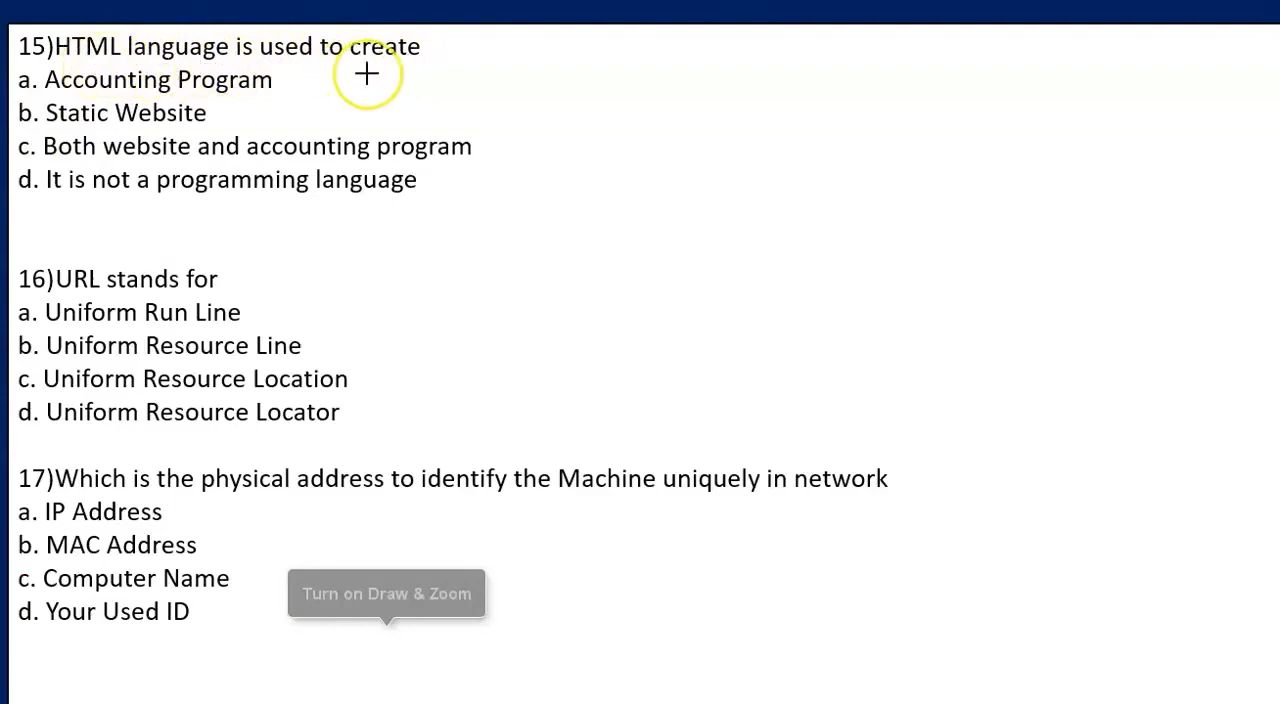 15)HTML language is used to create
a. Accounting Program
b. Static Website
c. Both website and accounting program
d. It is not a programming language
16)URL stands for
a. Uniform Run Line
b. Uniform Resource Line
c. Uniform Resource Location
d. Uniform Resource Locator
17)Which is the physical address to identify the Machine uniquely in network
a. IP Address
b. MAC Address
c. Computer Name
d. Your Used ID
Turn on Draw & Zoom